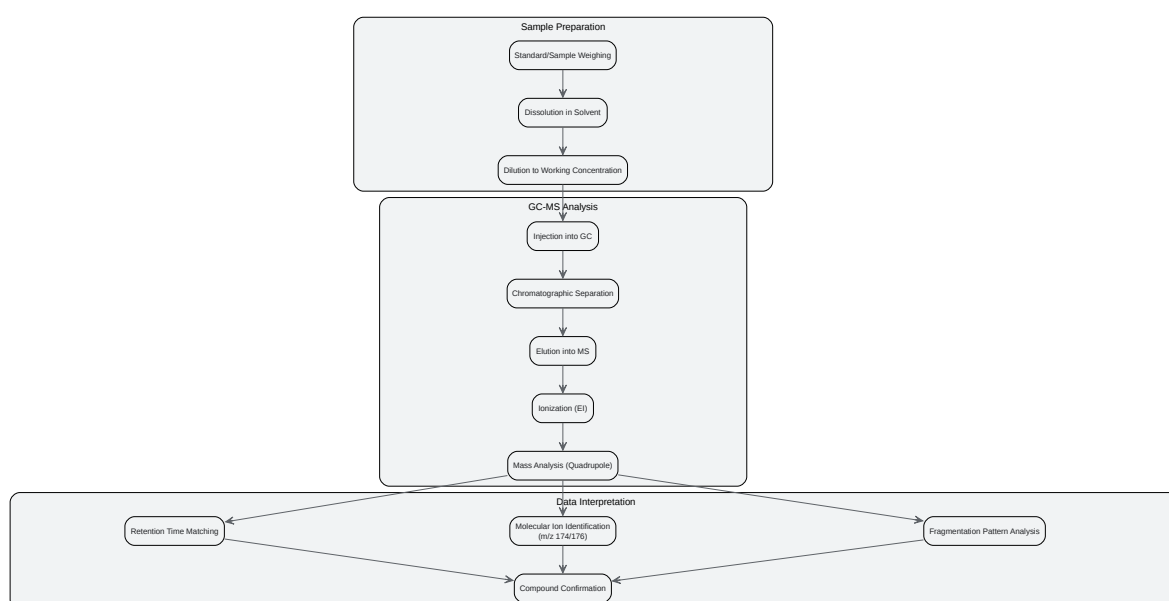 Sample Preparation
Standard/Sample Weighing
Dissolution in Solvent
Dilution to Working Concentration
GC-MS Analysis
Injection into GC
Chromatographic Separation
Elution into MS
Ionization (EI)
Mass Analysis (Quadrupole)
Data Interpretation
Retention Time Matching
Molecular Ion Identification
(m/z 174/176)
Fragmentation Pattern Analysis
Compound Confirmation